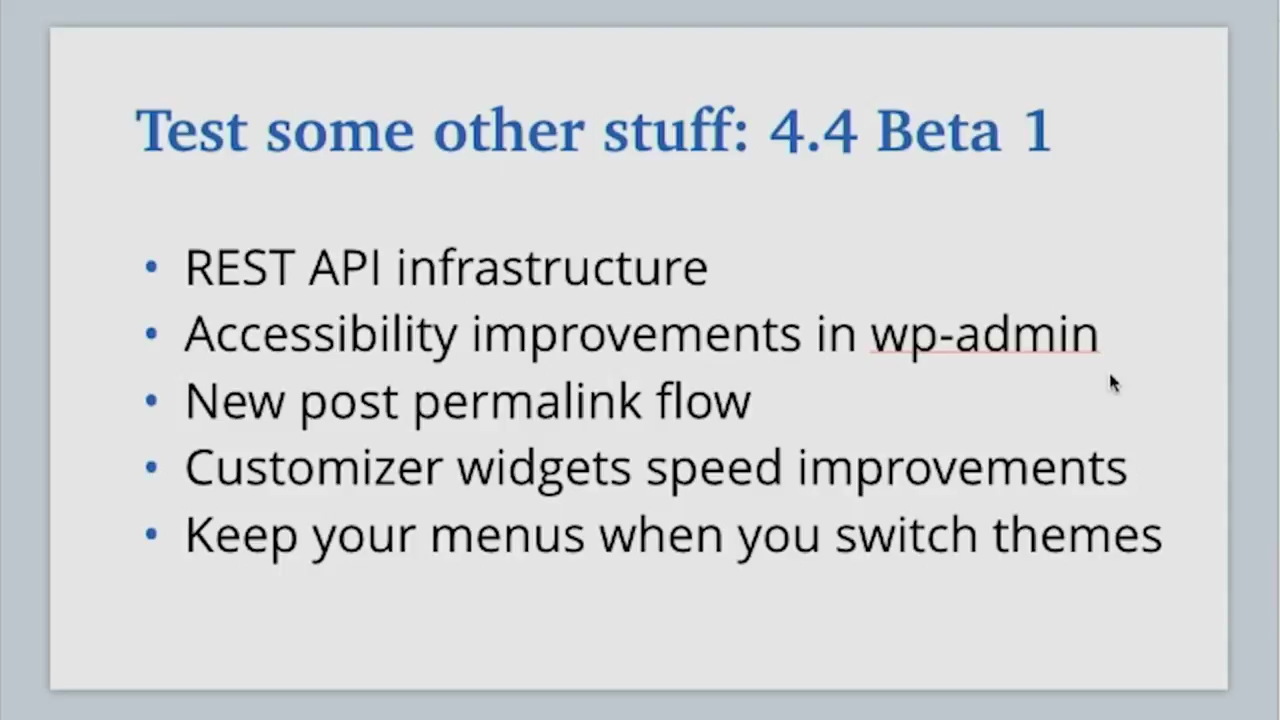 Test some other stuff: 4.4 Beta 1
• REST API infrastructure
• Accessibility improvements in wp-admin
• New post permalink flow
• Customizer widgets speed improvements
• Keep your menus when you switch themes